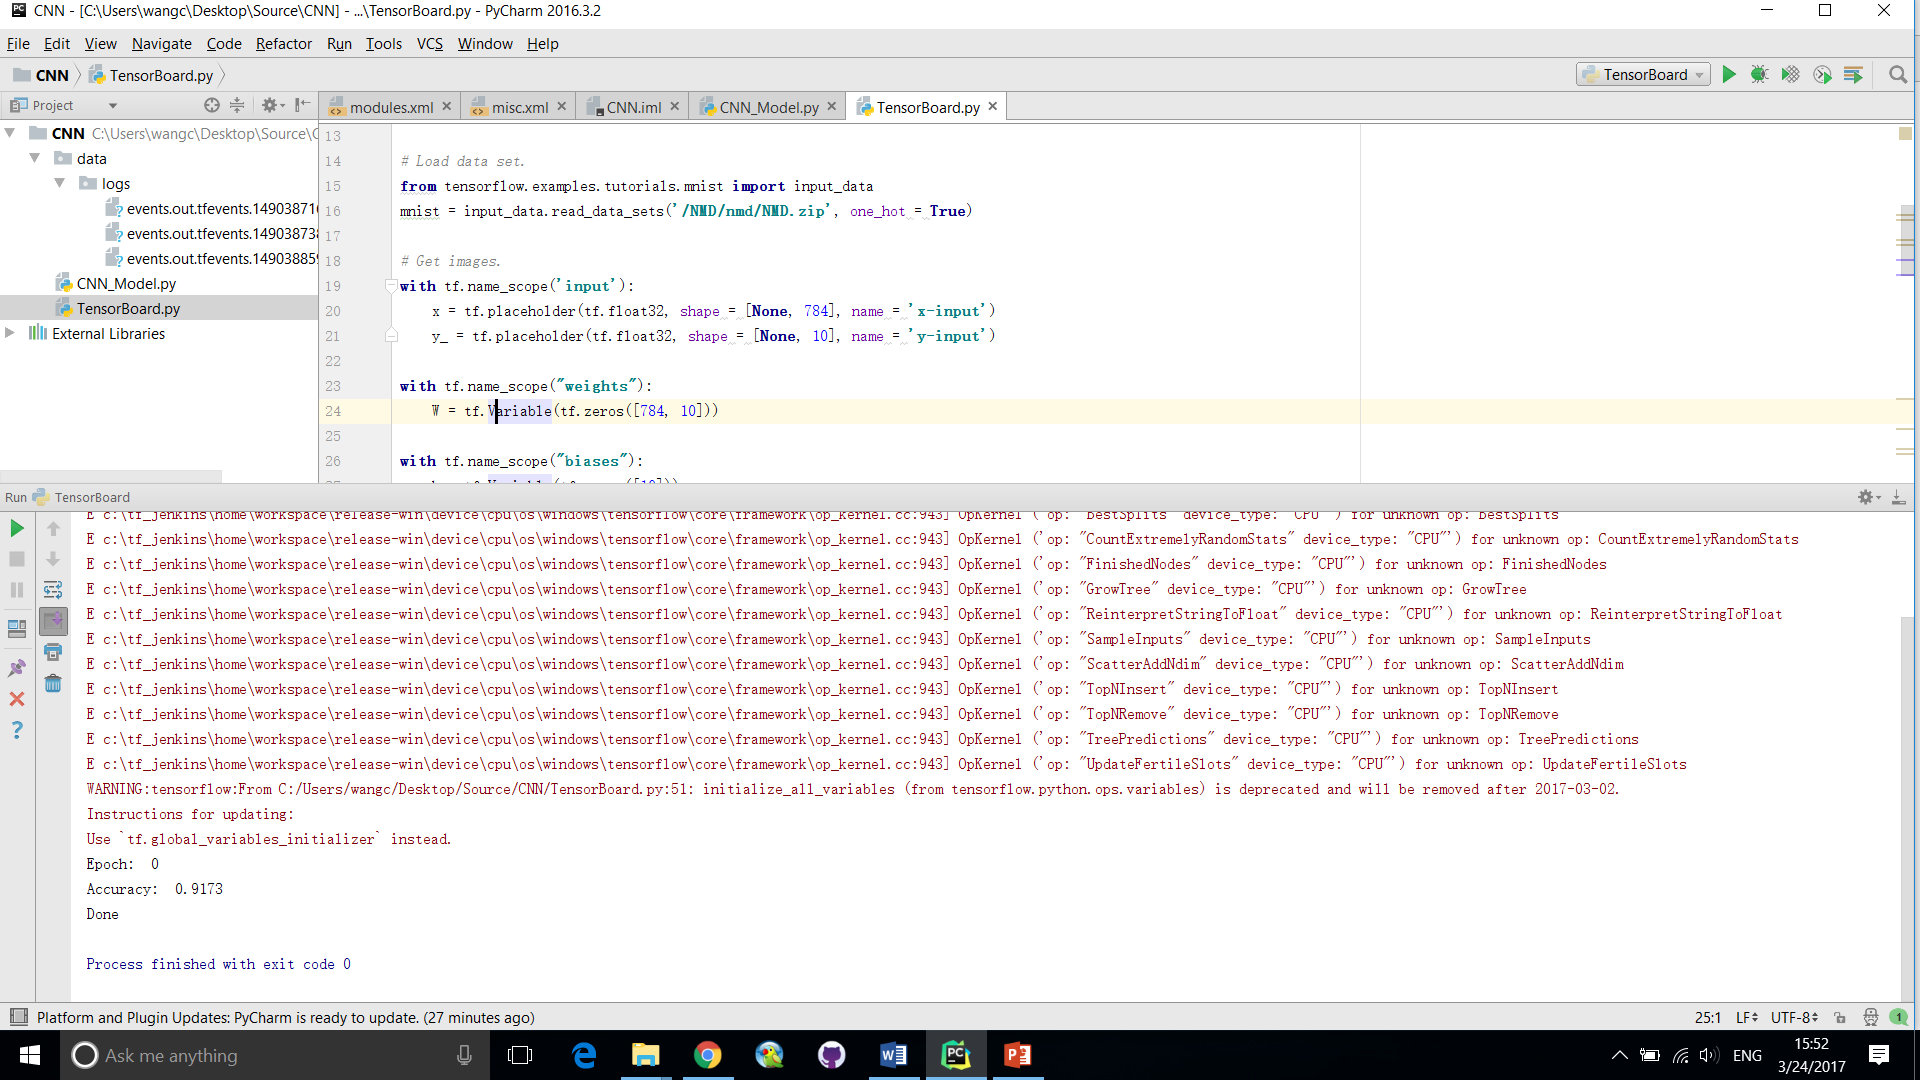 CNN - [C:\Users\wangc\Desktop\Source\CNN] - ...\TensorBoard.py - PyCharm 2016.3.2
File Edit View Navigate Code Refactor Run Tools VCS Window Help
CNN TensorBoard.py TensorBoard
Project modules.xml misc.xml CNN.iml CNN_Model.py TensorBoard.py
CNN C:\Users\wangc\Desktop\Source\C
data
logs
events.out.tfevents.149038716
events.out.tfevents.149038738
events.out.tfevents.149038859
CNN_Model.py
TensorBoard.py
External Libraries
13
14 # Load data set.
15 from tensorflow.examples.tutorials.mnist import input_data
16 mnist = input_data.read_data_sets('/NMD/nmd/NMD.zip', one_hot = True)
17
18 # Get images.
19 with tf.name_scope('input'):
20 x = tf.placeholder(tf.float32, shape = [None, 784], name = 'x-input')
21 y_ = tf.placeholder(tf.float32, shape = [None, 10], name = 'y-input')
22
23 with tf.name_scope("weights"):
24 W = tf.Variable(tf.zeros([784, 10]))
25
26 with tf.name_scope("biases"):
Run TensorBoard
E c:\tf_jenkins\home\workspace\release-win\device\cpu\os\windows\tensorflow\core\framework\op_kernel.cc:943] OpKernel ('op: "BestSplits" device_type: "CPU"') for unknown op: BestSplits
E c:\tf_jenkins\home\workspace\release-win\device\cpu\os\windows\tensorflow\core\framework\op_kernel.cc:943] OpKernel ('op: "CountExtremelyRandomStats" device_type: "CPU"') for unknown op: CountExtremelyRandomStats
E c:\tf_jenkins\home\workspace\release-win\device\cpu\os\windows\tensorflow\core\framework\op_kernel.cc:943] OpKernel ('op: "FinishedNodes" device_type: "CPU"') for unknown op: FinishedNodes
E c:\tf_jenkins\home\workspace\release-win\device\cpu\os\windows\tensorflow\core\framework\op_kernel.cc:943] OpKernel ('op: "GrowTree" device_type: "CPU"') for unknown op: GrowTree
E c:\tf_jenkins\home\workspace\release-win\device\cpu\os\windows\tensorflow\core\framework\op_kernel.cc:943] OpKernel ('op: "ReinterpretStringToFloat" device_type: "CPU"') for unknown op: ReinterpretStringToFloat
E c:\tf_jenkins\home\workspace\release-win\device\cpu\os\windows\tensorflow\core\framework\op_kernel.cc:943] OpKernel ('op: "SampleInputs" device_type: "CPU"') for unknown op: SampleInputs
E c:\tf_jenkins\home\workspace\release-win\device\cpu\os\windows\tensorflow\core\framework\op_kernel.cc:943] OpKernel ('op: "ScatterAddNdim" device_type: "CPU"') for unknown op: ScatterAddNdim
E c:\tf_jenkins\home\workspace\release-win\device\cpu\os\windows\tensorflow\core\framework\op_kernel.cc:943] OpKernel ('op: "TopNInsert" device_type: "CPU"') for unknown op: TopNInsert
E c:\tf_jenkins\home\workspace\release-win\device\cpu\os\windows\tensorflow\core\framework\op_kernel.cc:943] OpKernel ('op: "TopNRemove" device_type: "CPU"') for unknown op: TopNRemove
E c:\tf_jenkins\home\workspace\release-win\device\cpu\os\windows\tensorflow\core\framework\op_kernel.cc:943] OpKernel ('op: "TreePredictions" device_type: "CPU"') for unknown op: TreePredictions
E c:\tf_jenkins\home\workspace\release-win\device\cpu\os\windows\tensorflow\core\framework\op_kernel.cc:943] OpKernel ('op: "UpdateFertileSlots" device_type: "CPU"') for unknown op: UpdateFertileSlots
WARNING:tensorflow:From C:/Users/wangc/Desktop/Source/CNN/TensorBoard.py:51: initialize_all_variables (from tensorflow.python.ops.variables) is deprecated and will be removed after 2017-03-02.
Instructions for updating:
Use `tf.global_variables_initializer` instead.
Epoch: 0
Accuracy: 0.9173
Done
Process finished with exit code 0
Platform and Plugin Updates: PyCharm is ready to update. (27 minutes ago) 25:1 LF UTF-8 1
Ask me anything ENG 15:52
3/24/2017